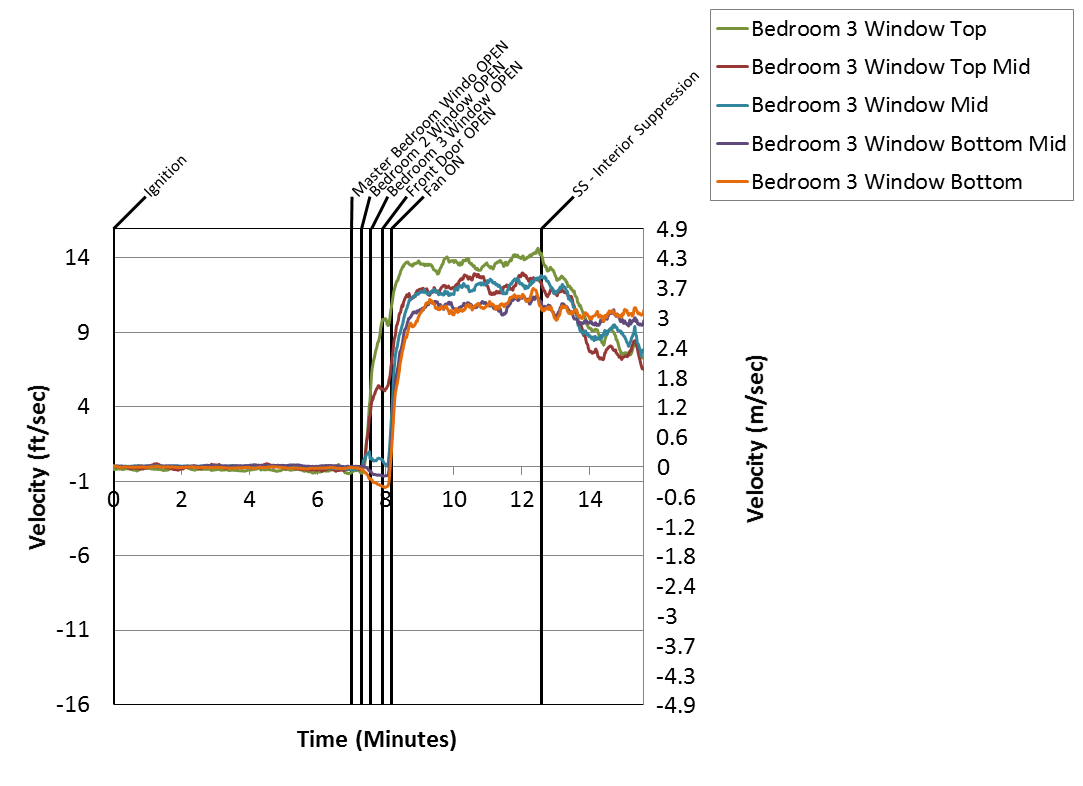 Bedroom 3 Window Top
Bedroom 3 Window Top Mid
Bedroom 3 Window Mid
Bedroom 3 Window Bottom Mid
Bedroom 3 Window Bottom
Ignition
Master Bedroom Windo OPEN
Bedroom 2 Window OPEN
Bedroom 3 Window OPEN
Front Door OPEN
Fan ON
SS - Interior Suppression
14
9
4
-1
-6
-11
-16
Velocity (ft/sec)
0 2 4 6 8 10 12 14
Time (Minutes)
4.9
4.3
3.7
3
2.4
1.8
1.2
0.6
0
-0.6
-1.2
-1.8
-2.4
-3
-3.7
-4.3
-4.9
Velocity (m/sec)